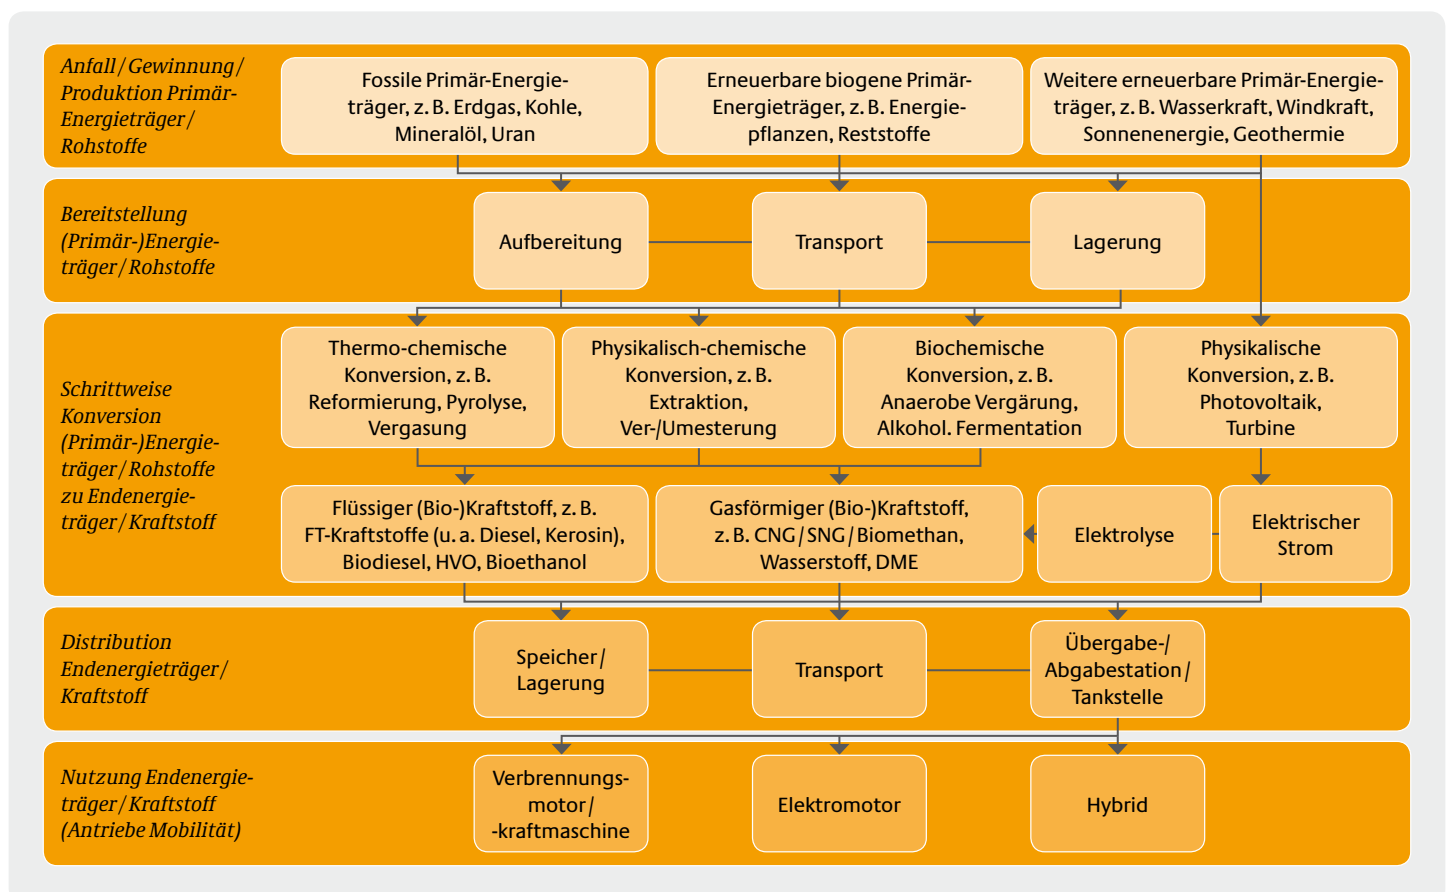 Anfall / Gewinnung /
Produktion Primär-
Energieträger /
Rohstoffe
Fossile Primär-Energie-
träger, z. B. Erdgas, Kohle,
Mineralöl, Uran
Erneuerbare biogene Primär-
Energieträger, z. B. Energie-
pflanzen, Reststoffe
Weitere erneuerbare Primär-Energie-
träger, z. B. Wasserkraft, Windkraft,
Sonnenenergie, Geothermie
Bereitstellung
(Primär-)Energie-
träger / Rohstoffe
Aufbereitung
Transport
Lagerung
Schrittweise
Konversion
(Primär-)Energie-
träger / Rohstoffe
zu Endenergie-
träger / Kraftstoff
Thermo-chemische
Konversion, z. B.
Reformierung, Pyrolyse,
Vergasung
Physikalisch-chemische
Konversion, z. B.
Extraktion,
Ver-/Umesterung
Biochemische
Konversion, z. B.
Anaerobe Vergärung,
Alkohol. Fermentation
Physikalische
Konversion, z. B.
Photovoltaik,
Turbine
Flüssiger (Bio-)Kraftstoff, z. B.
FT-Kraftstoffe (u. a. Diesel, Kerosin),
Biodiesel, HVO, Bioethanol
Gasförmiger (Bio-)Kraftstoff,
z. B. CNG / SNG / Biomethan,
Wasserstoff, DME
Elektrolyse
Elektrischer
Strom
Distribution
Endenergieträger /
Kraftstoff
Speicher /
Lagerung
Transport
Übergabe-/
Abgabestation /
Tankstelle
Nutzung Endenergie-
träger / Kraftstoff
(Antriebe Mobilität)
Verbrennungs-
motor /
-kraftmaschine
Elektromotor
Hybrid